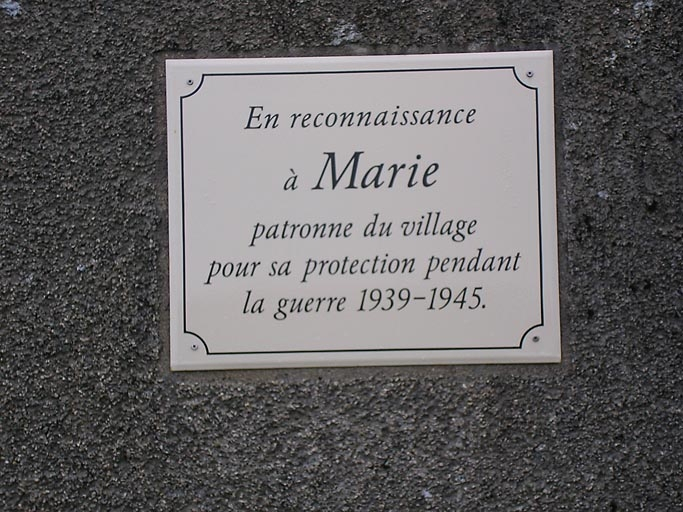 En reconnaissance
à Marie
patronne du village
pour sa protection pendant
la guerre 1939-1945.